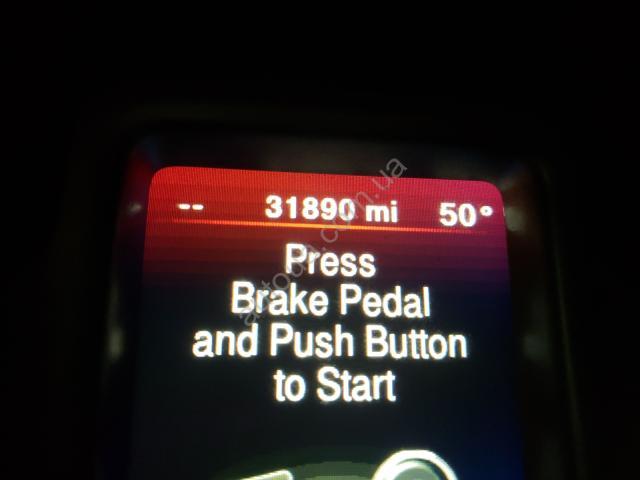 -- 31890 mi 50°
Press
Brake Pedal
and Push Button
to Start